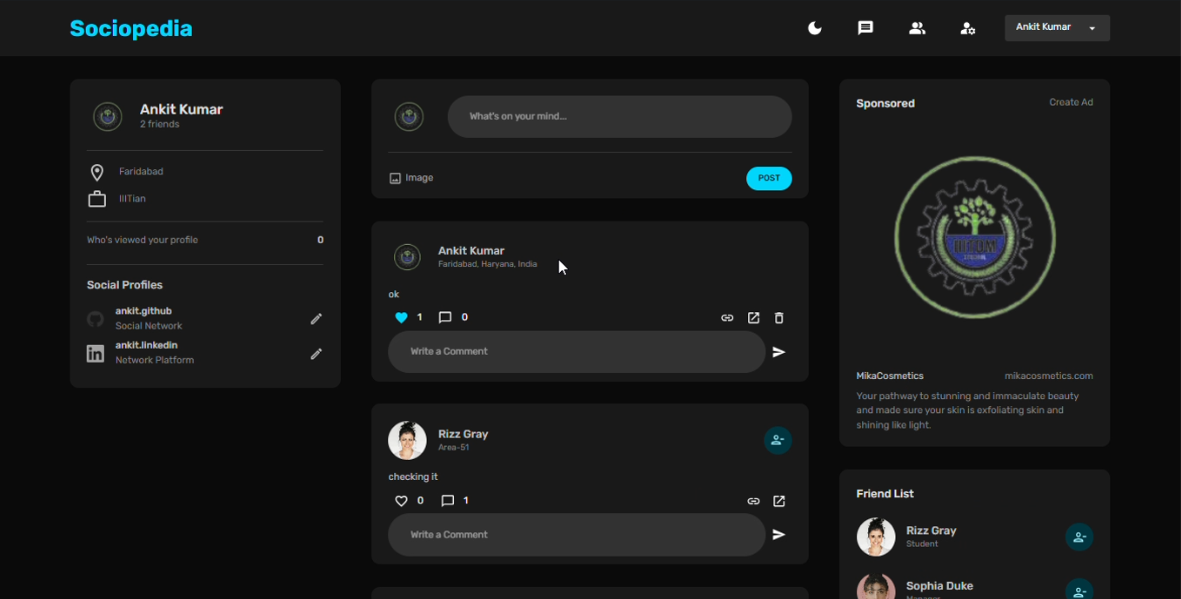 Sociopedia
Ankit Kumar
Ankit Kumar
2 friends
Faridabad
IIITian
Who's viewed your profile 0
Social Profiles
ankit.github
Social Network
ankit.linkedin
Network Platform
What's on your mind...
Image
POST
Ankit Kumar
Faridabad, Haryana, India
ok
1 0
Write a Comment
Rizz Gray
Area-51
checking it
0 1
Write a Comment
Sponsored Create Ad
MikaCosmetics mikacosmetics.com
Your pathway to stunning and immaculate beauty
and made sure your skin is exfoliating skin and
shining like light.
Friend List
Rizz Gray
Student
Sophia Duke